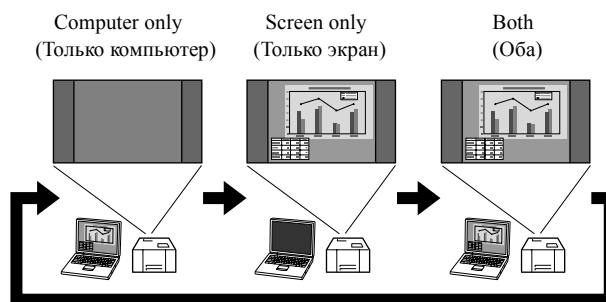 Computer only
(Только компьютер)
Screen only
(Только экран)
Both
(Оба)